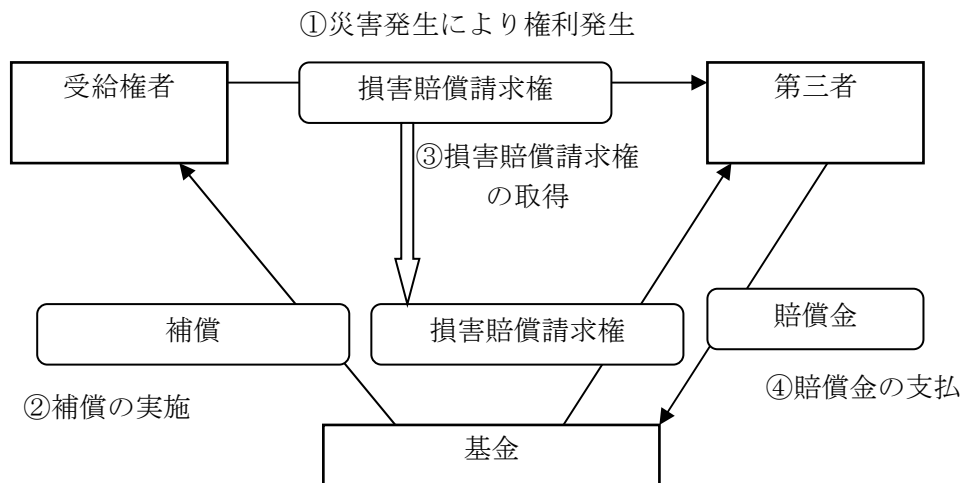 ①災害発生により権利発生
受給権者
損害賠償請求権
第三者
③損害賠償請求権
の取得
補償
損害賠償請求権
賠償金
②補償の実施
④賠償金の支払
基金